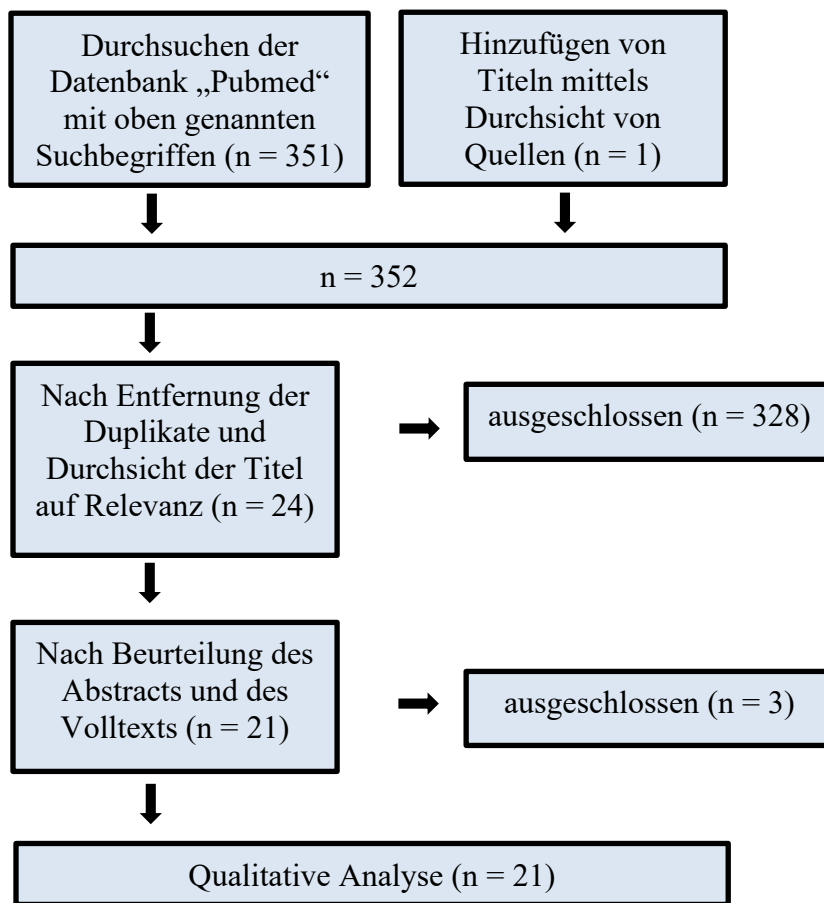 Durchsuchen der
Datenbank „Pubmed“
mit oben genannten
Suchbegriffen (n = 351)
Hinzufügen von
Titeln mittels
Durchsicht von
Quellen (n = 1)
n = 352
Nach Entfernung der
Duplikate und
Durchsicht der Titel
auf Relevanz (n = 24)
ausgeschlossen (n = 328)
Nach Beurteilung des
Abstracts und des
Volltexts (n = 21)
ausgeschlossen (n = 3)
Qualitative Analyse (n = 21)